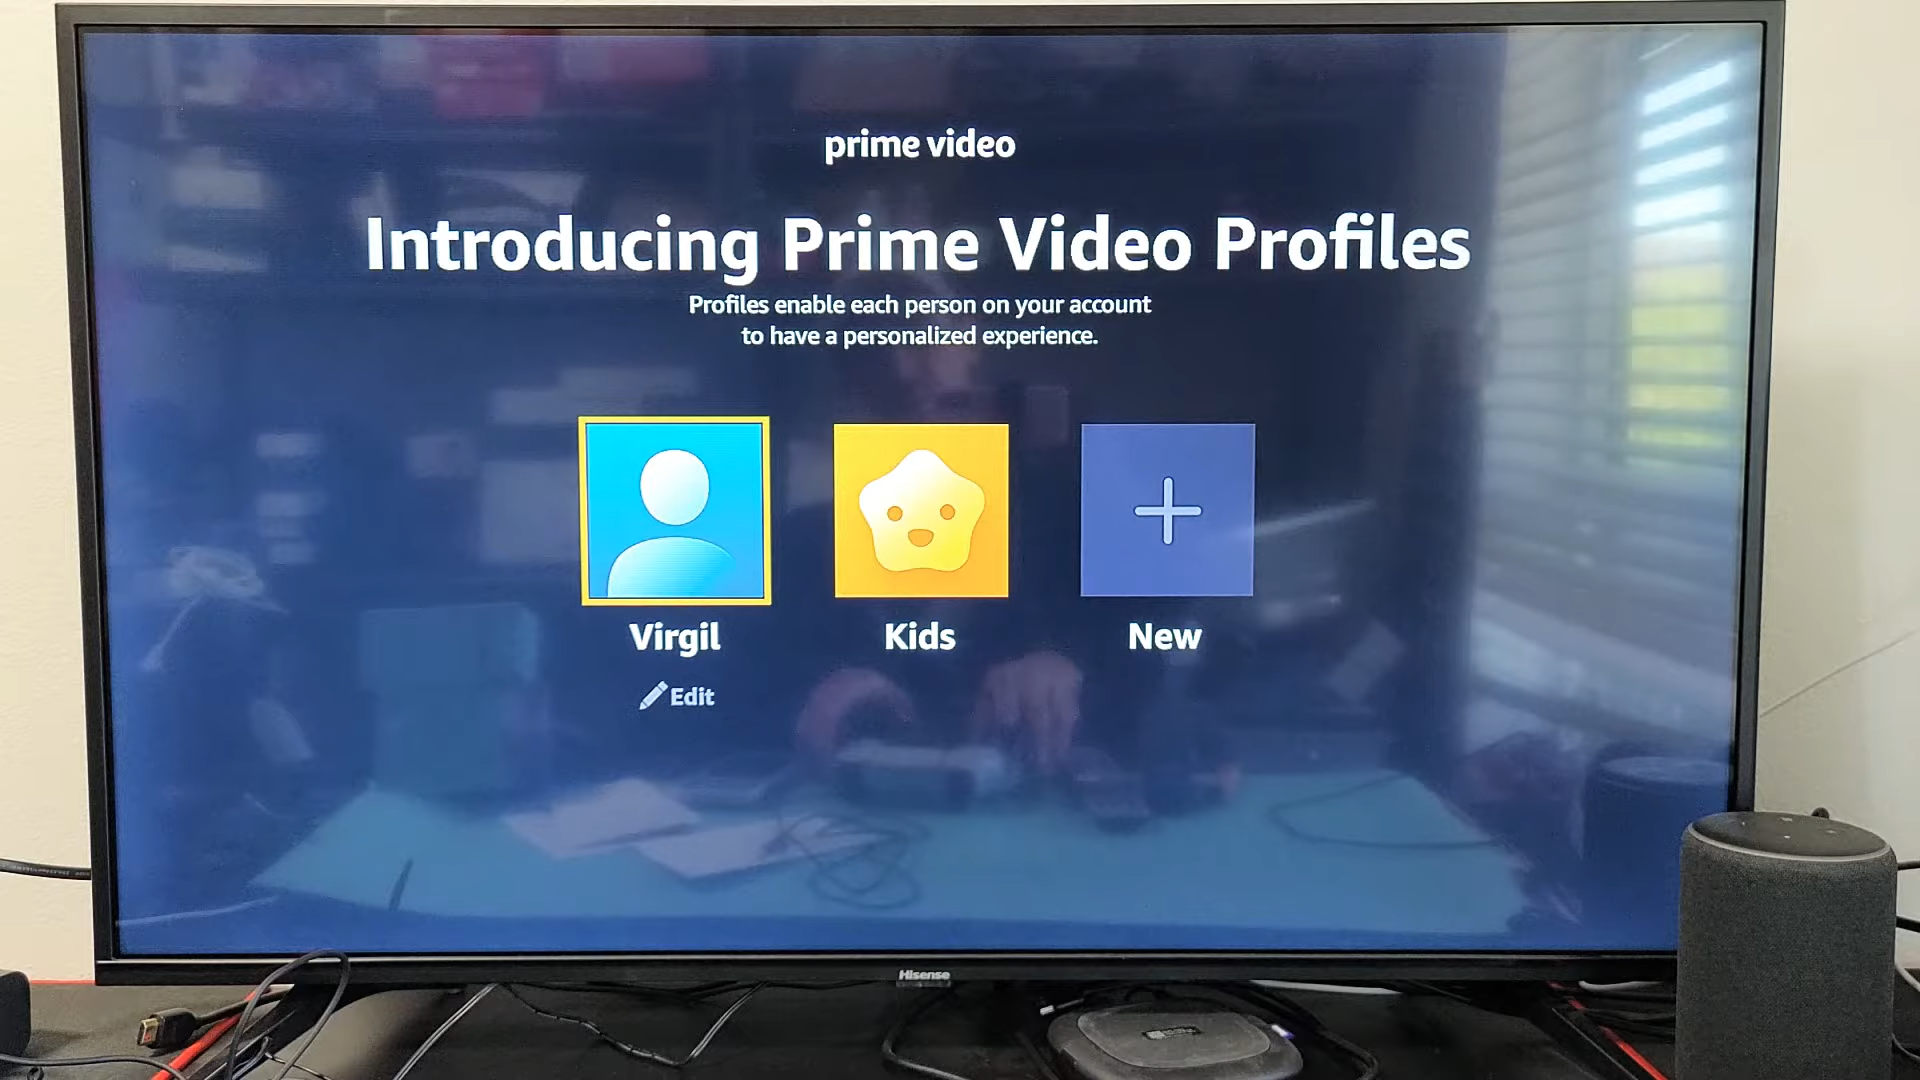 prime video
Introducing Prime Video Profiles
Profiles enable each person on your account
to have a personalized experience.
Virgil
Kids
New
Edit
Hisense